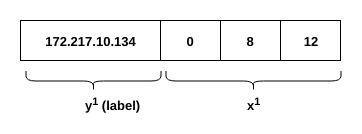 172.217.10.134 0 8 12
y¹ (label) x¹